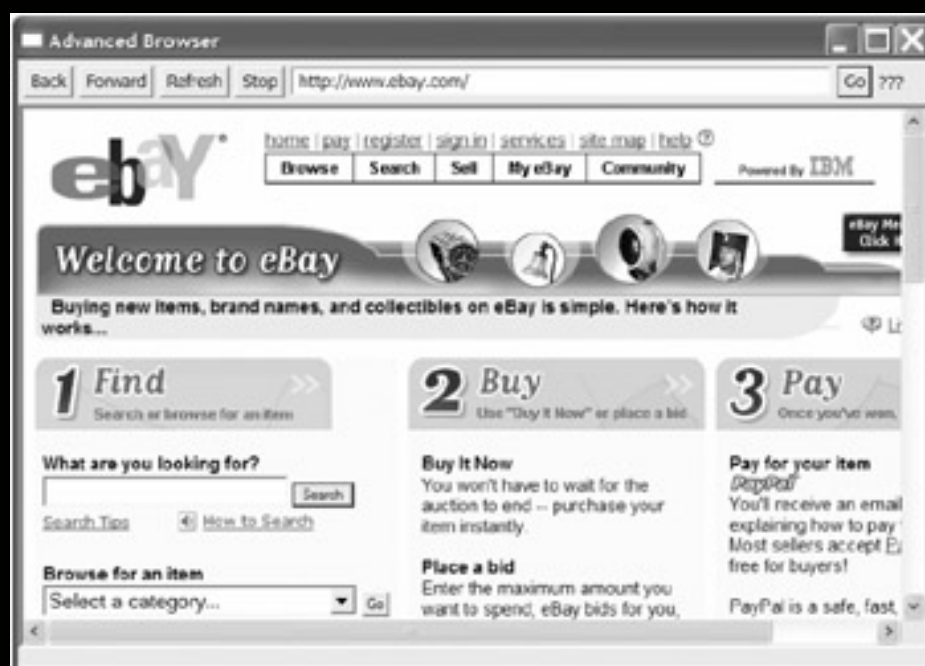 Advanced Browser
Back Forward Refresh Stop http://www.ebay.com/ Go ???
ebaY
home | pay | register | sign in | services | site map | help ?
Browse Search Sell My eBay Community
Powered By IBM
Welcome to eBay
eBay
Click
Buying new items, brand names, and collectibles on eBay is simple. Here's how it
works...
1 Find
Search or browse for an item
What are you looking for?
Search
Search Tips How to Search
Browse for an item
Select a category... Go
2 Buy
Use "Buy It Now" or place a bid
Buy It Now
You won't have to wait for the
auction to end -- purchase your
item instantly.
Place a bid
Enter the maximum amount you
want to spend, eBay bids for you,
3 Pay
Once you've won,
Pay for your item
PayPal
You'll receive an email
explaining how to pay
Most sellers accept
free for buyers!
PayPal is a safe, fast,